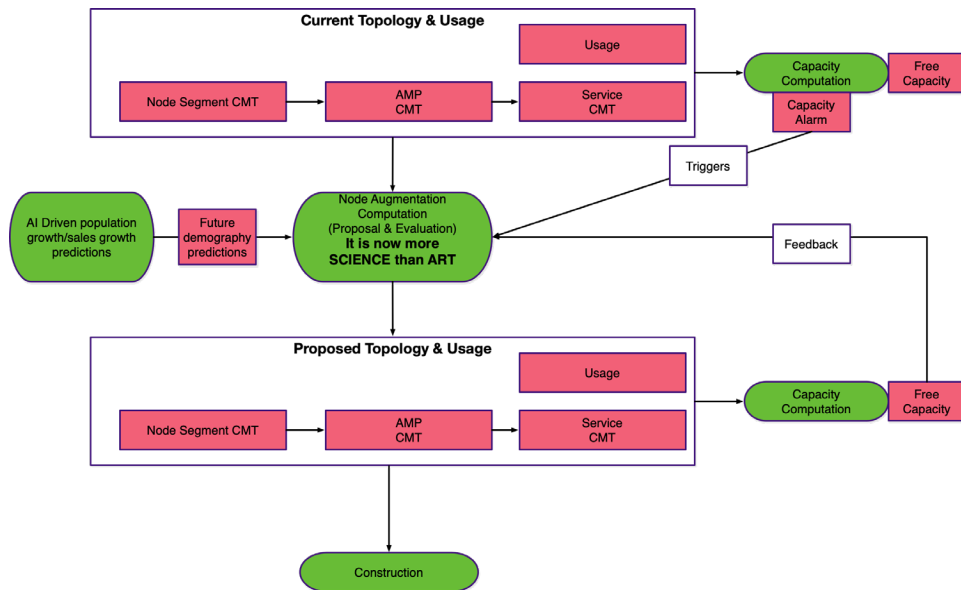 Current Topology & Usage
Usage
Node Segment CMT
AMP
CMT
Service
CMT
Capacity
Computation
Free
Capacity
Capacity
Alarm
Triggers
AI Driven population
growth/sales growth
predictions
Future
demography
predictions
Node Augmentation
Computation
(Proposal & Evaluation)
It is now more
SCIENCE than ART
Feedback
Proposed Topology & Usage
Usage
Node Segment CMT
AMP
CMT
Service
CMT
Capacity
Computation
Free
Capacity
Construction